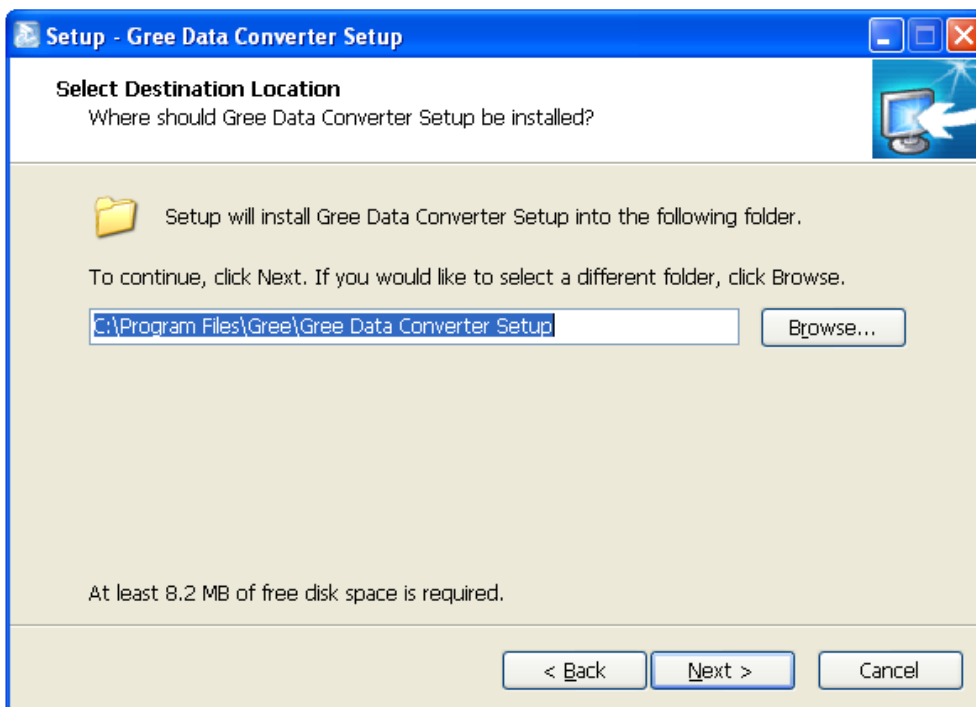 Setup - Gree Data Converter Setup
Select Destination Location
Where should Gree Data Converter Setup be installed?
Setup will install Gree Data Converter Setup into the following folder.
To continue, click Next. If you would like to select a different folder, click Browse.
C:\Program Files\Gree\Gree Data Converter Setup
Browse...
At least 8.2 MB of free disk space is required.
< Back
Next >
Cancel